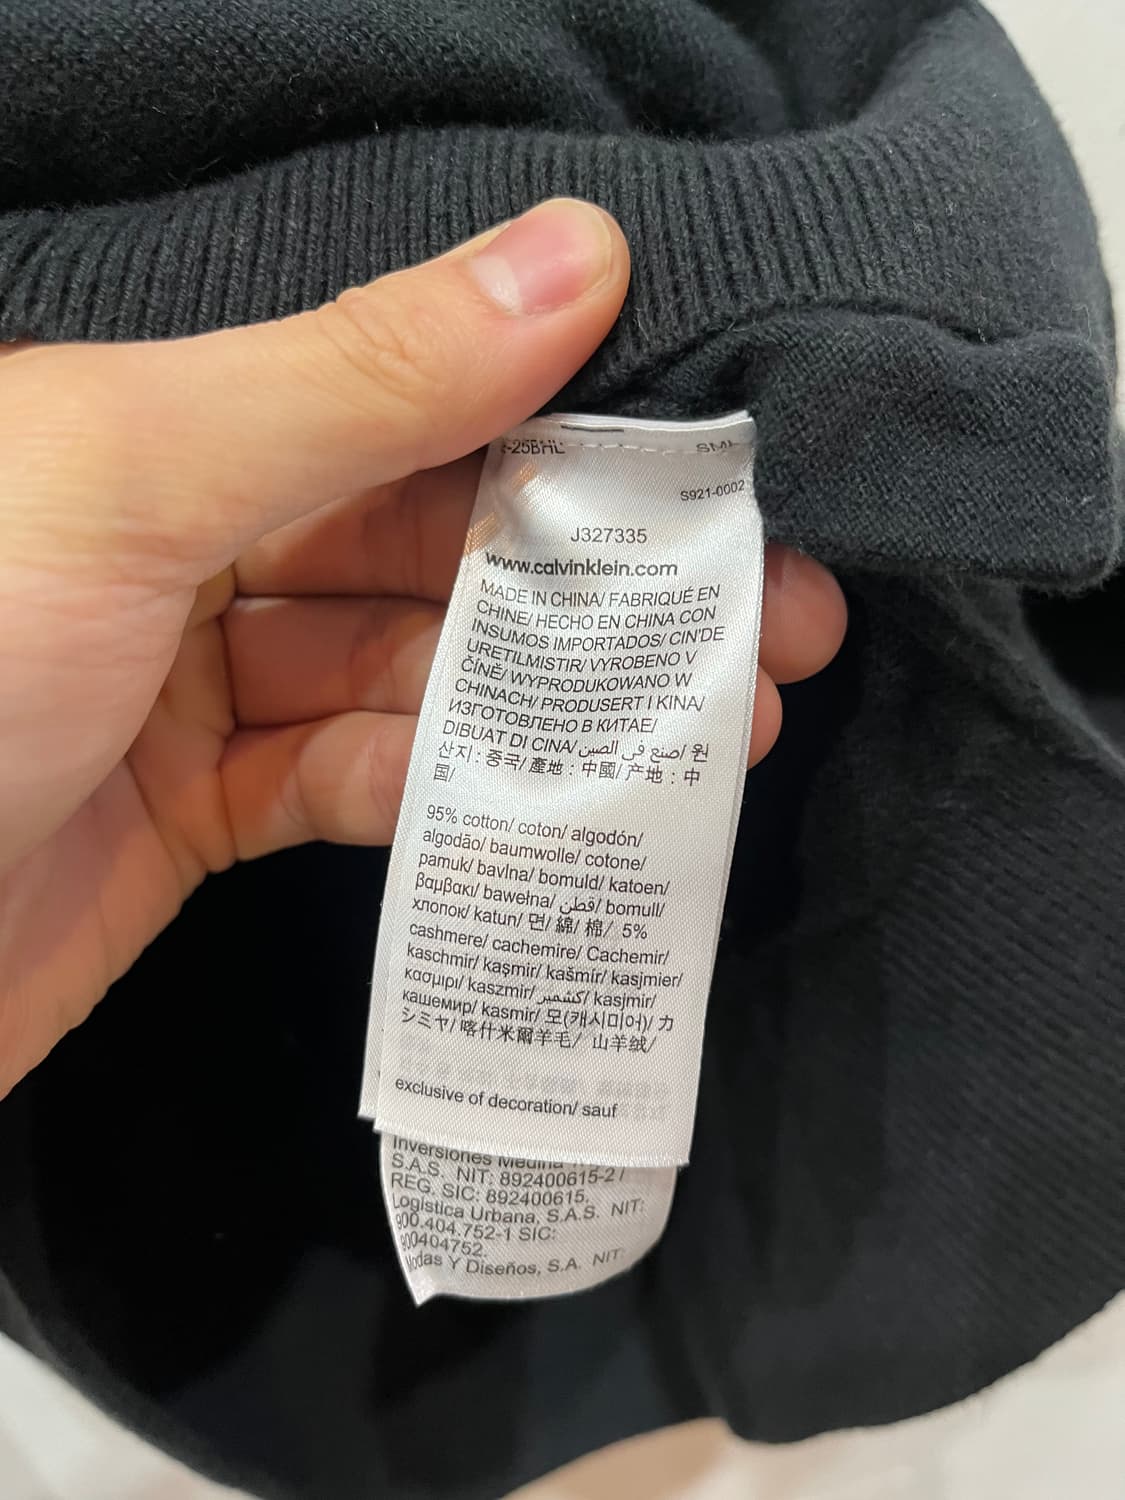 -25BHL SML
S921-0002
J327335
www.calvinklein.com
MADE IN CHINA/ FABRIQUÉ EN
CHINE/ HECHO EN CHINA CON
INSUMOS IMPORTADOS/ CIN'DE
URETILMISTIR/ VYROBENO V
ČÍNĚ/ WYPRODUKOWANO W
CHINACH/ PRODUSERT I KINA/
ИЗГОТОВЛЕНО В КИТАЕ/
DIBUAT DI CINA/ صنع في الصين/ 원
산지 : 중국/ 產地 : 中國/ 产地 : 中
国/
95% cotton/ coton/ algodón/
algodão/ baumwolle/ cotone/
pamuk/ bavlna/ bomuld/ katoen/
βαμβακι/ bawełna/ قطن/ bomull/
хлопок/ katun/ 면/ 綿/ 棉/ 5%
cashmere/ cachemire/ Cachemir/
kaschmir/ kaşmir/ kašmír/ kasjmier/
κασμιρι/ kaszmir/ كشمير/ kasjmir/
кашемир/ kasmir/ 모(캐시미어)/ カ
シミヤ/ 喀什米爾羊毛/ 山羊绒/
exclusive of decoration/ sauf
Inversiones Medina
S.A.S. NIT: 892400615-2 /
REG. SIC: 892400615.
Logística Urbana, S.A.S. NIT:
900.404.752-1 SIC:
900404752.
Modas Y Diseños, S.A. NIT: